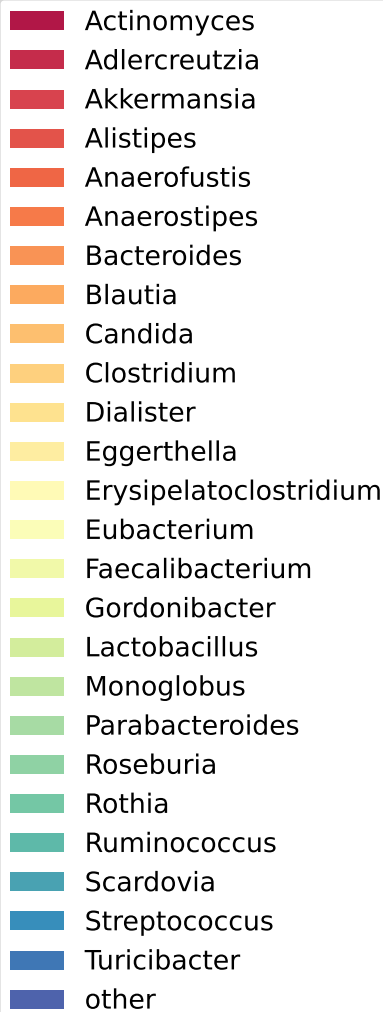 Actinomyces
Adlercreutzia
Akkermansia
Alistipes
Anaerofustis
Anaerostipes
Bacteroides
Blautia
Candida
Clostridium
Dialister
Eggerthella
Erysipelatoclostridium
Eubacterium
Faecalibacterium
Gordonibacter
Lactobacillus
Monoglobus
Parabacteroides
Roseburia
Rothia
Ruminococcus
Scardovia
Streptococcus
Turicibacter
other